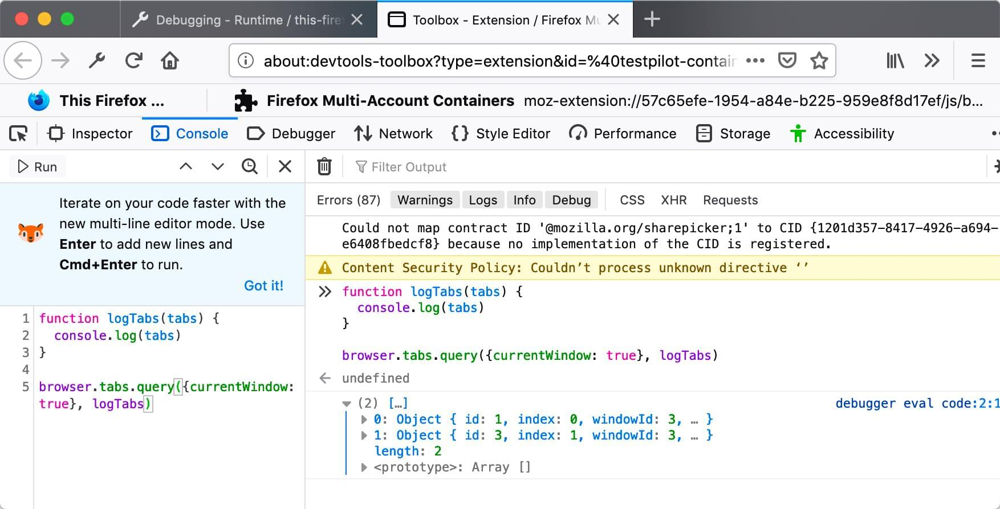 Debugging - Runtime / this-firef
Toolbox - Extension / Firefox Mu
about:devtools-toolbox?type=extension&id=%40testpilot-contain
This Firefox ...
Firefox Multi-Account Containers moz-extension://57c65efe-1954-a84e-b225-959e8f8d17ef/js/b...
Inspector Console Debugger Network Style Editor Performance Storage Accessibility
Run
Filter Output
Iterate on your code faster with the
new multi-line editor mode. Use
Enter to add new lines and
Cmd+Enter to run.
Got it!
1 function logTabs(tabs) {
2 console.log(tabs)
3 }
4
5 browser.tabs.query({currentWindow:
true}, logTabs)
Errors (87) Warnings Logs Info Debug CSS XHR Requests
Could not map contract ID '@mozilla.org/sharepicker;1' to CID {1201d357-8417-4926-a694-
e6408fbedcf8} because no implementation of the CID is registered.
Content Security Policy: Couldn’t process unknown directive ‘’
function logTabs(tabs) {
console.log(tabs)
}
browser.tabs.query({currentWindow: true}, logTabs)
undefined
(2) […] debugger eval code:2:1
0: Object { id: 1, index: 0, windowId: 3, … }
1: Object { id: 3, index: 1, windowId: 3, … }
length: 2
<prototype>: Array []